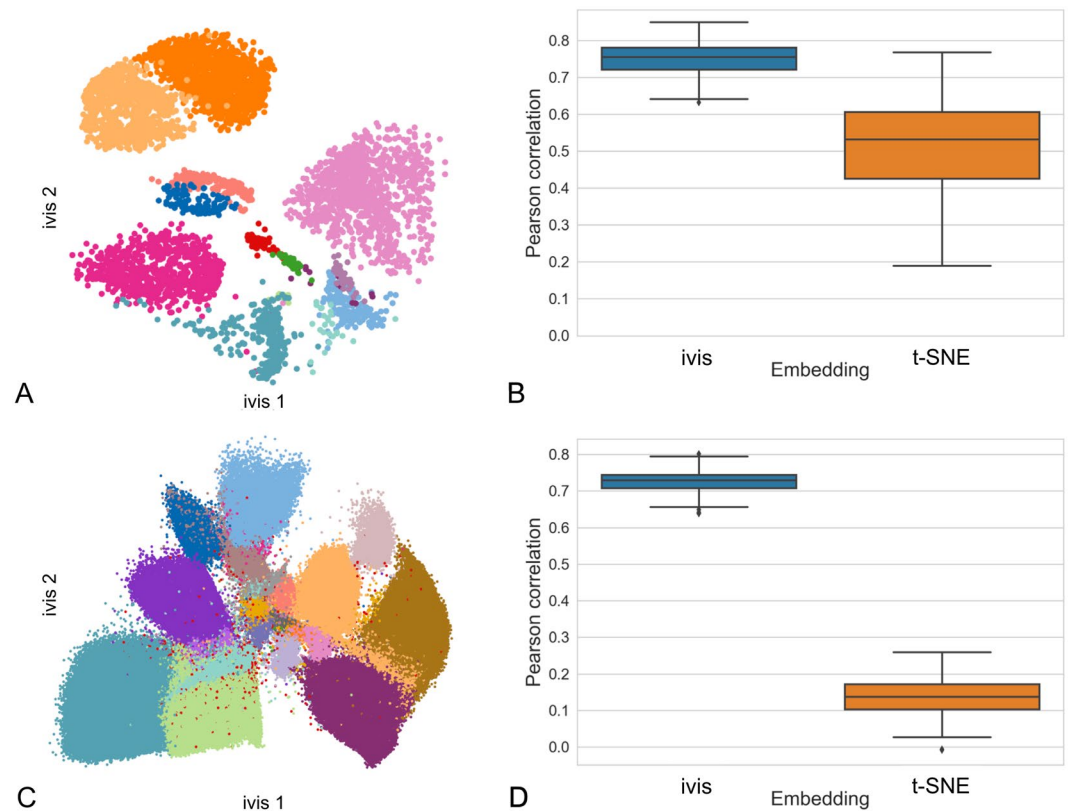 ivis 2
A
ivis 1
0.8
0.7
0.6
0.5
0.4
0.3
0.2
0.1
0.0
Pearson correlation
ivis
t-SNE
Embedding
B
ivis 2
C
ivis 1
0.8
0.7
0.6
0.5
0.4
0.3
0.2
0.1
0.0
Pearson correlation
ivis
t-SNE
Embedding
D